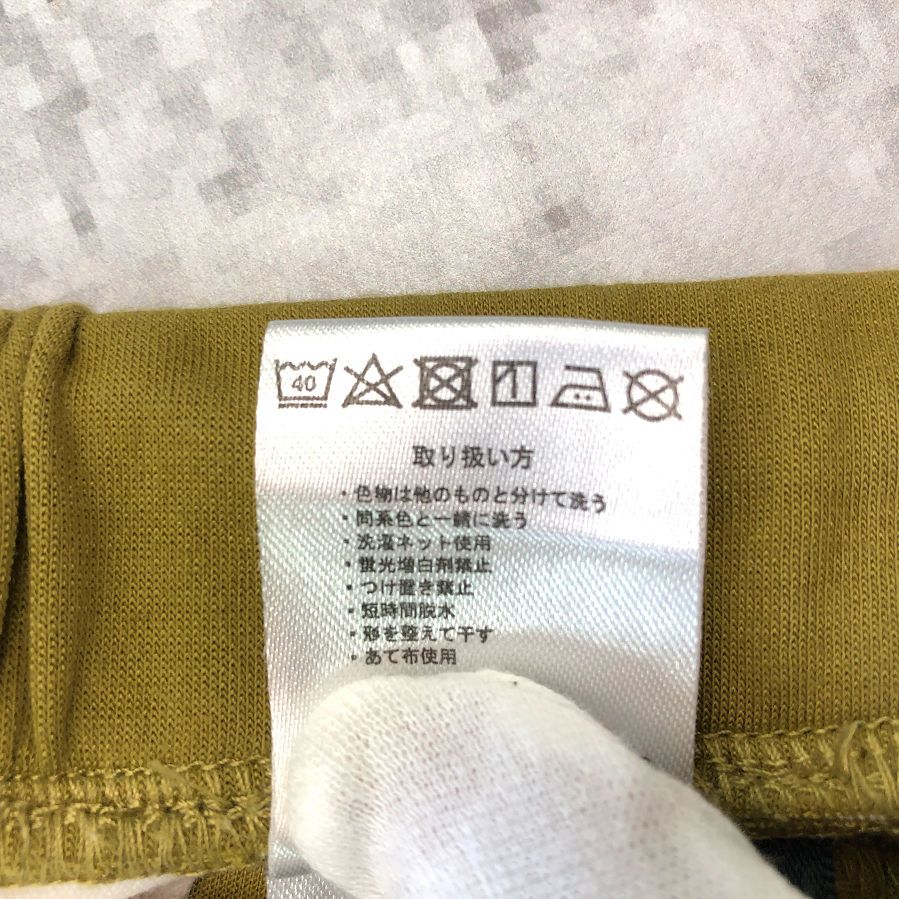 40
取り扱い方
・色物は他のものと分けて洗う
・同系色と一緒に洗う
・洗濯ネット使用
・蛍光増白剤禁止
・つけ置き禁止
・短時間脱水
・形を整えて干す
・あて布使用